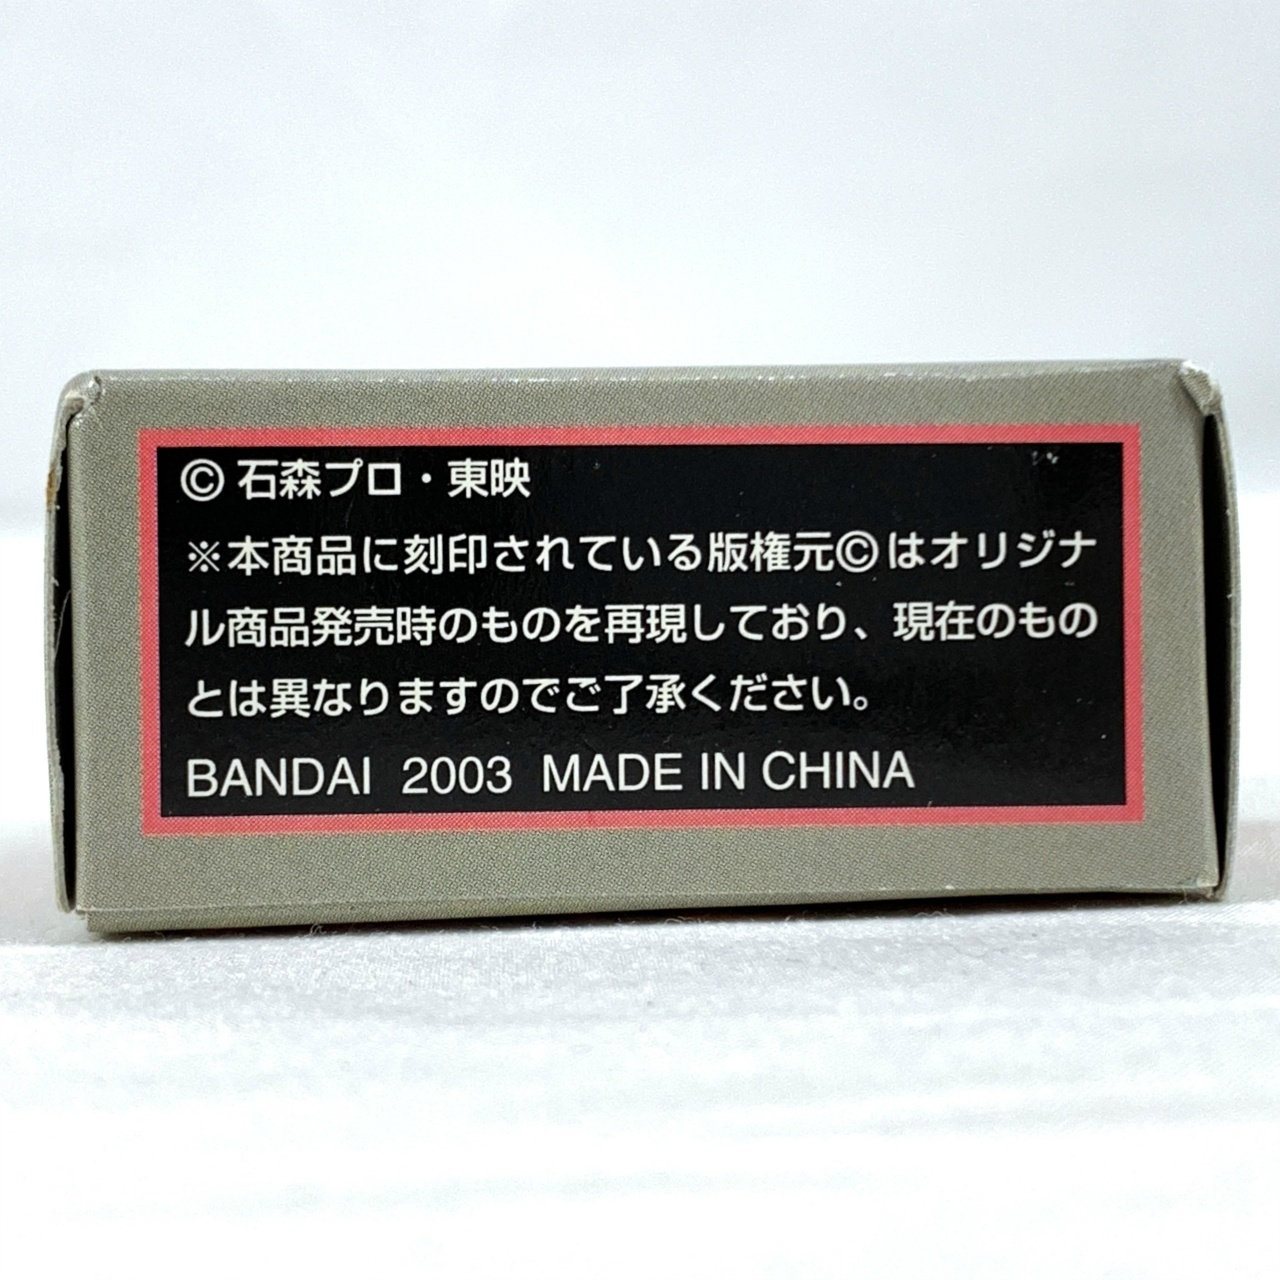 © 石森プロ・東映
※本商品に刻印されている版権元©はオリジナ
ル商品発売時のものを再現しており、現在のもの
とは異なりますのでご了承ください。
BANDAI 2003 MADE IN CHINA